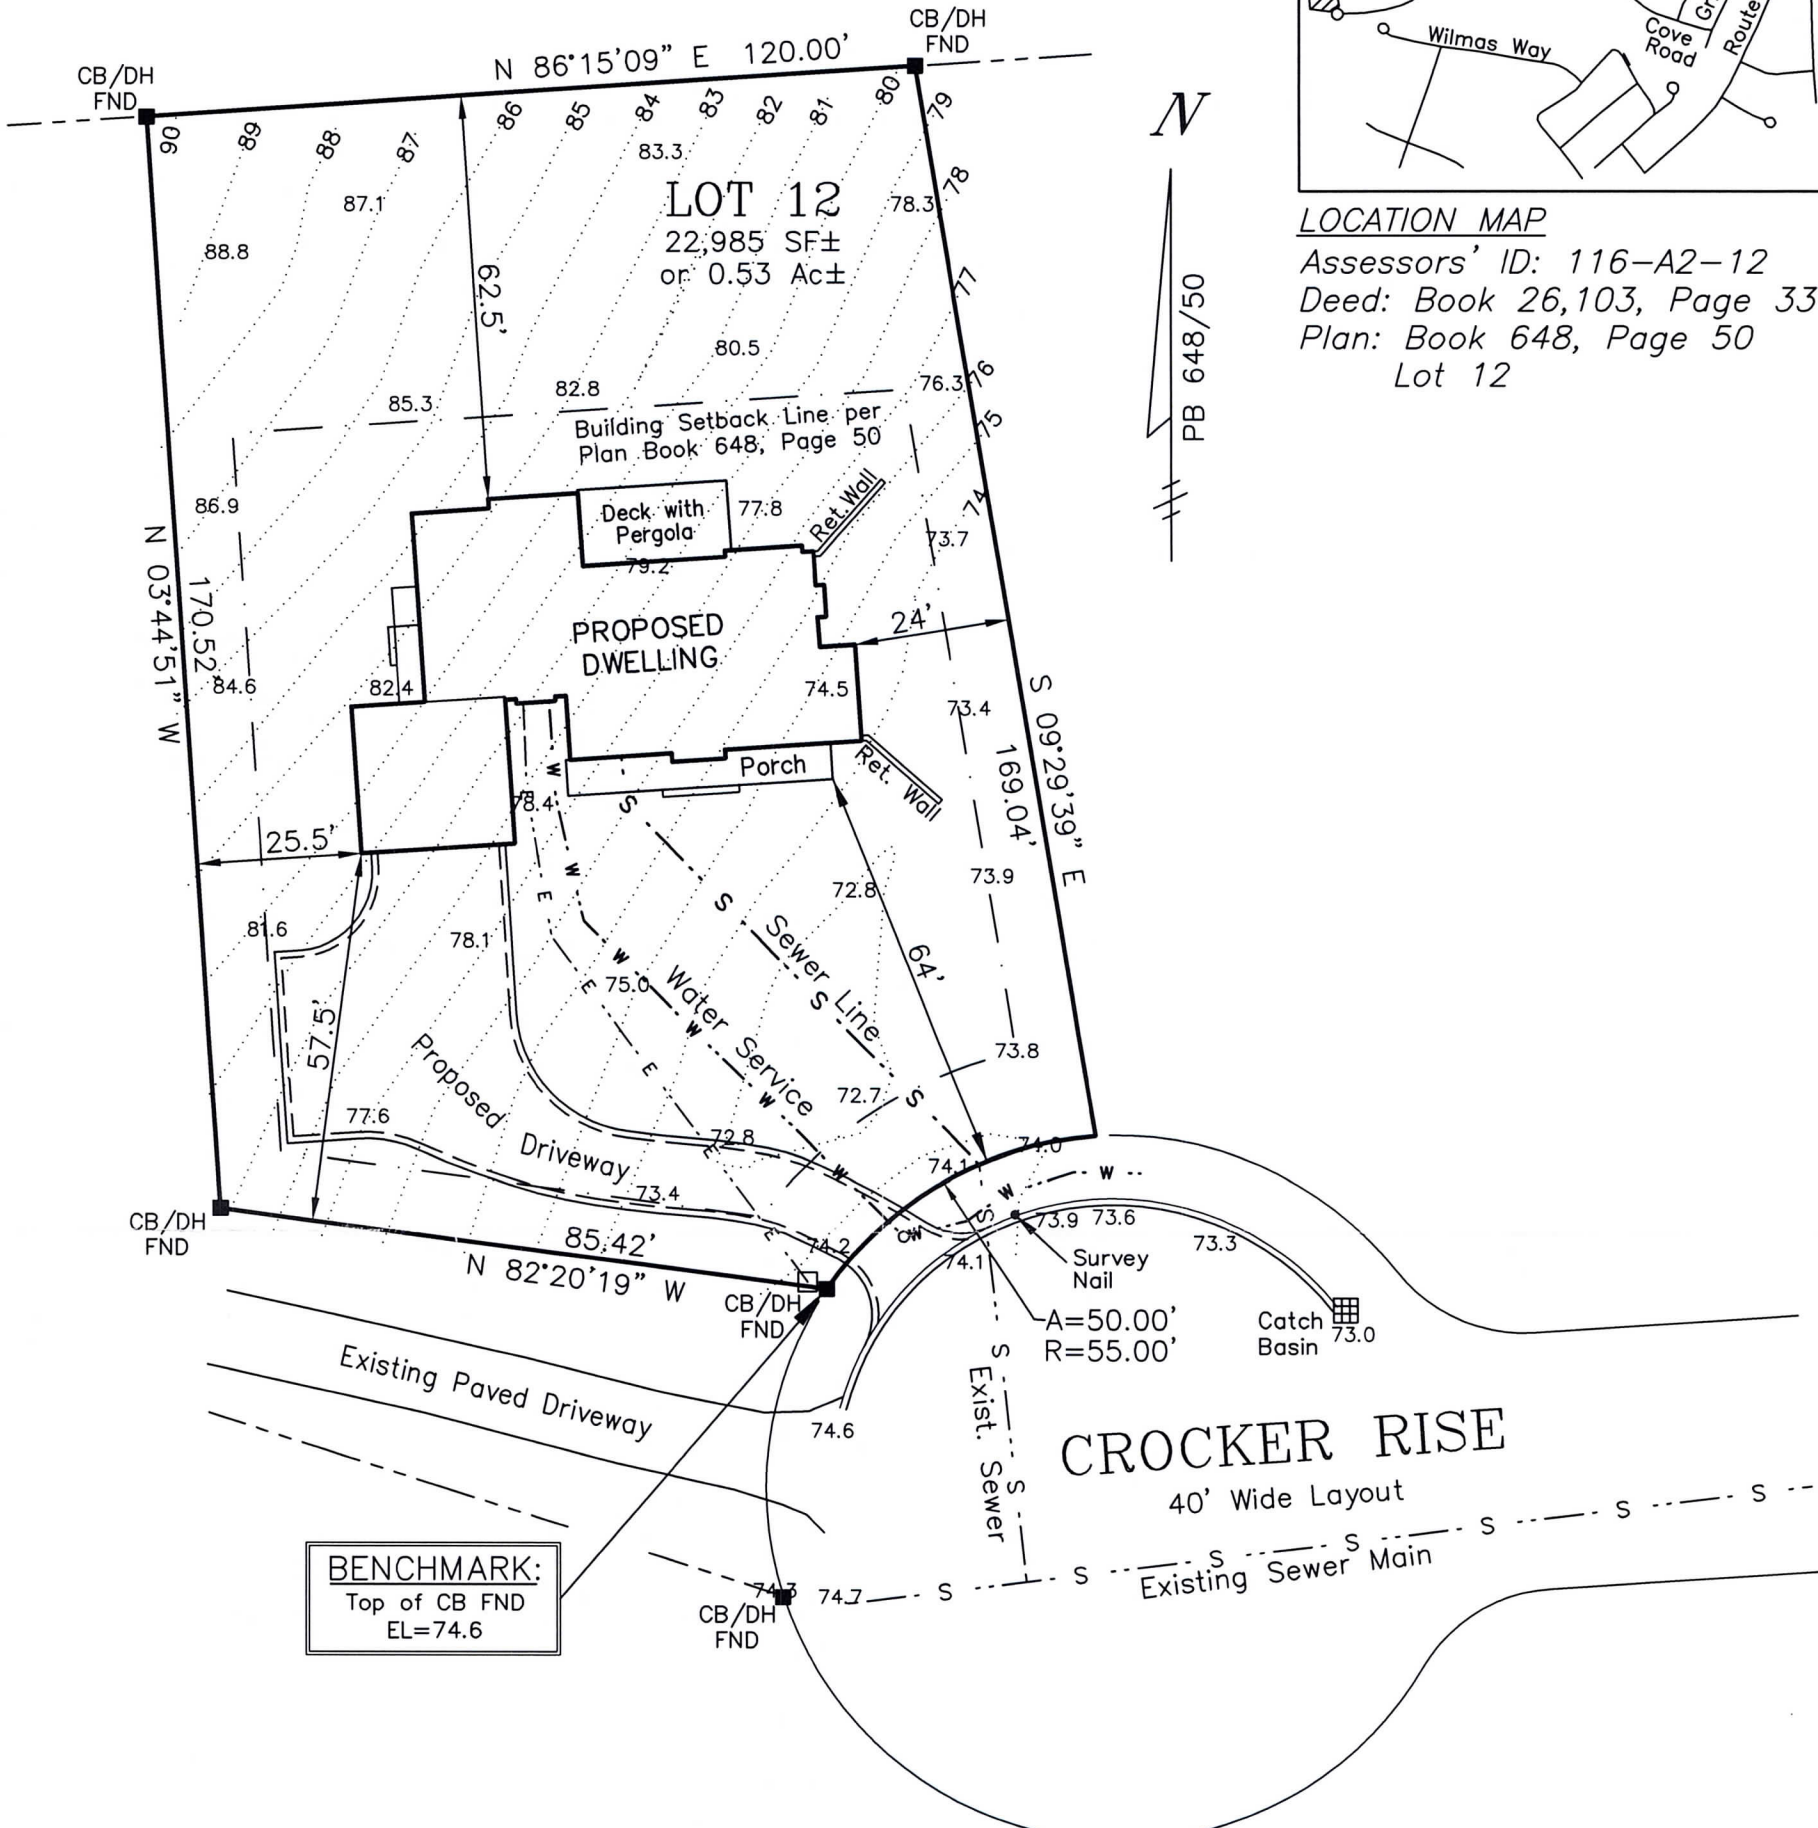 CB/DH
FND
N 86°15'09" E 120.00'
CB/DH
FND
90
89
88
87
86
85
84
83
82
81
80
79
78
77
76
75
74
83.3
87.1
88.8
78.3
LOT 12
22,985 SF±
or 0.53 Ac±
62.5'
80.5
82.8
85.3
76.3
Building Setback Line per
Plan Book 648, Page 50
86.9
Deck with
Pergola
77.8
Ret. Wall
73.7
79.2
N 03°44'51" W
170.52'
PROPOSED
DWELLING
24'
84.6
82.4
74.5
73.4
S 09°29'39" E
169.04'
Porch
Ret. Wall
78.4
25.5'
72.8
73.9
81.6
78.1
75.0
Sewer Line
Water Service
64'
57.5'
Proposed Driveway
73.8
72.7
77.6
72.8
74.0
74.1
73.4
CB/DH
FND
85.42'
N 82°20'19" W
74.2
74.1
73.9
73.6
73.3
Survey
Nail
CB/DH
FND
A=50.00'
R=55.00'
Catch
Basin
73.0
Existing Paved Driveway
74.6
Exist. Sewer
CROCKER RISE
40' Wide Layout
Existing Sewer Main
BENCHMARK:
Top of CB FND
EL=74.6
74.3
74.7
CB/DH
FND
W W W W W W W W W
E E E E E E
S S S S S S S S S S S S S S
N
PB 648/50
Wilmas Way
Cove
Road
Route
LOCATION MAP
Assessors' ID: 116-A2-12
Deed: Book 26,103, Page 33
Plan: Book 648, Page 50
Lot 12